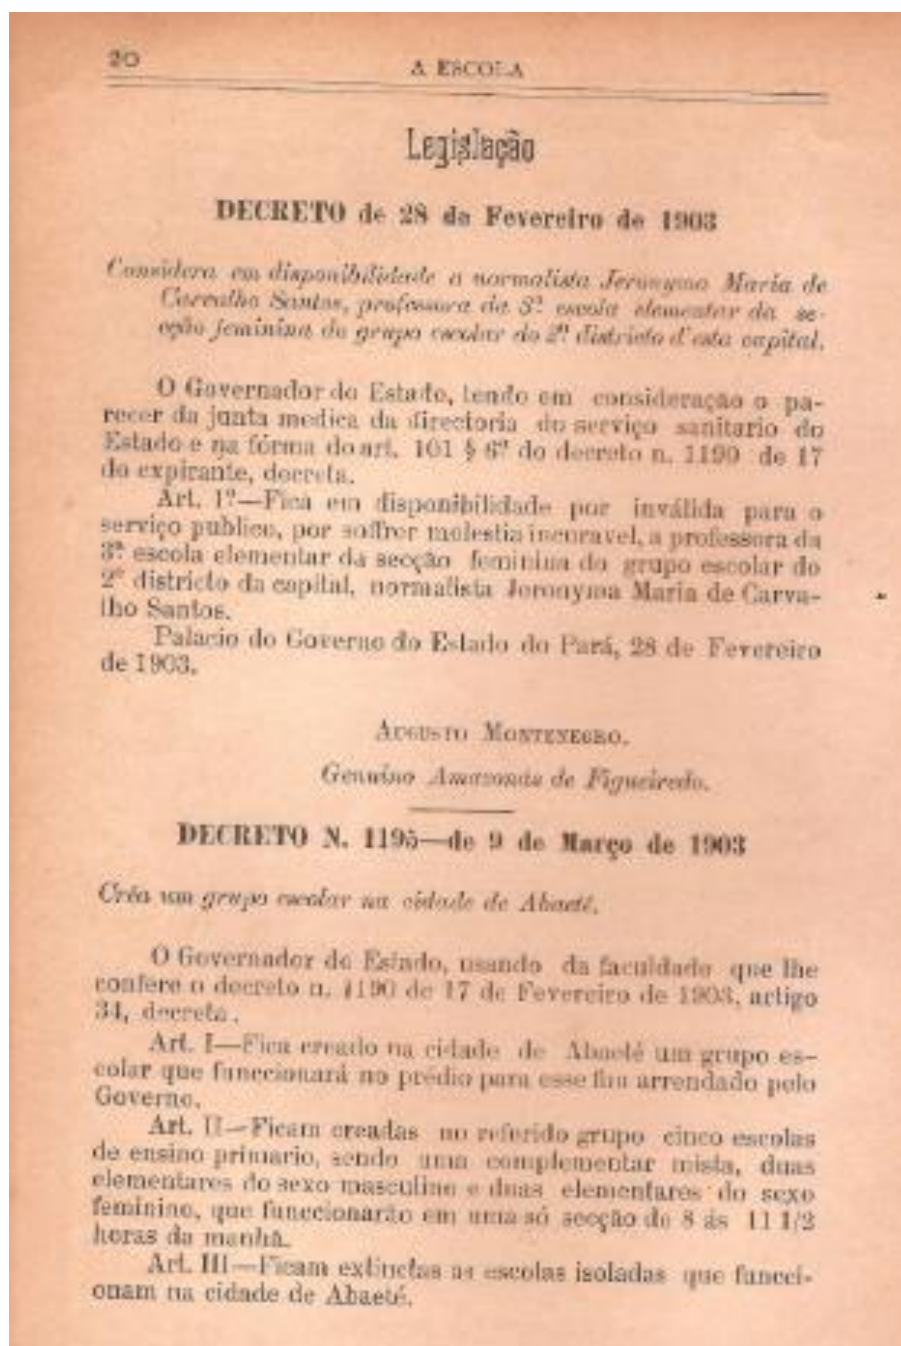 20
A ESCOLA
Legislação
DECRETO de 28 de Fevereiro de 1903
Considera em disponibilidade a normalista Jeronyma Maria de
Carvalho Santos, professora da 3ª escola elementar da se-
cção feminina do grupo escolar do 2º districto d'esta capital.
O Governador do Estado, tendo em consideração o pa-
recer da junta medica da directoria do serviço sanitario do
Estado e na fórma do art. 101 § 6º do decreto n. 1190 de 17
do expirante, decreta.
Art. 1º—Fica em disponibilidade por inválida para o
serviço publico, por soffrer molestia incuravel, a professora da
3ª escola elementar da secção feminina do grupo escolar do
2º districto da capital, normalista Jeronyma Maria de Carva-
lho Santos.
Palacio do Governo do Estado do Pará, 28 de Fevereiro
de 1903.
AUGUSTO MONTENEGRO.
Genuino Amazonas de Figueiredo.
DECRETO N. 1195—de 9 de Março de 1903
Créa um grupo escolar na cidade de Abaeté.
O Governador do Estado, usando da faculdade que lhe
confere o decreto n. 1190 de 17 de Fevereiro de 1903, artigo
34, decreta.
Art. I—Fica creado na cidade de Abaeté um grupo es-
colar que funccionará no prédio para esse fim arrendado pelo
Governo.
Art. II—Ficam creadas no referido grupo cinco escolas
de ensino primario, sendo uma complementar mista, duas
elementares do sexo masculino e duas elementares do sexo
feminino, que funccionarão em uma só secção de 8 ás 11 1/2
horas da manhã.
Art. III—Ficam extinctas as escolas isoladas que funcci-
onam na cidade de Abaeté.